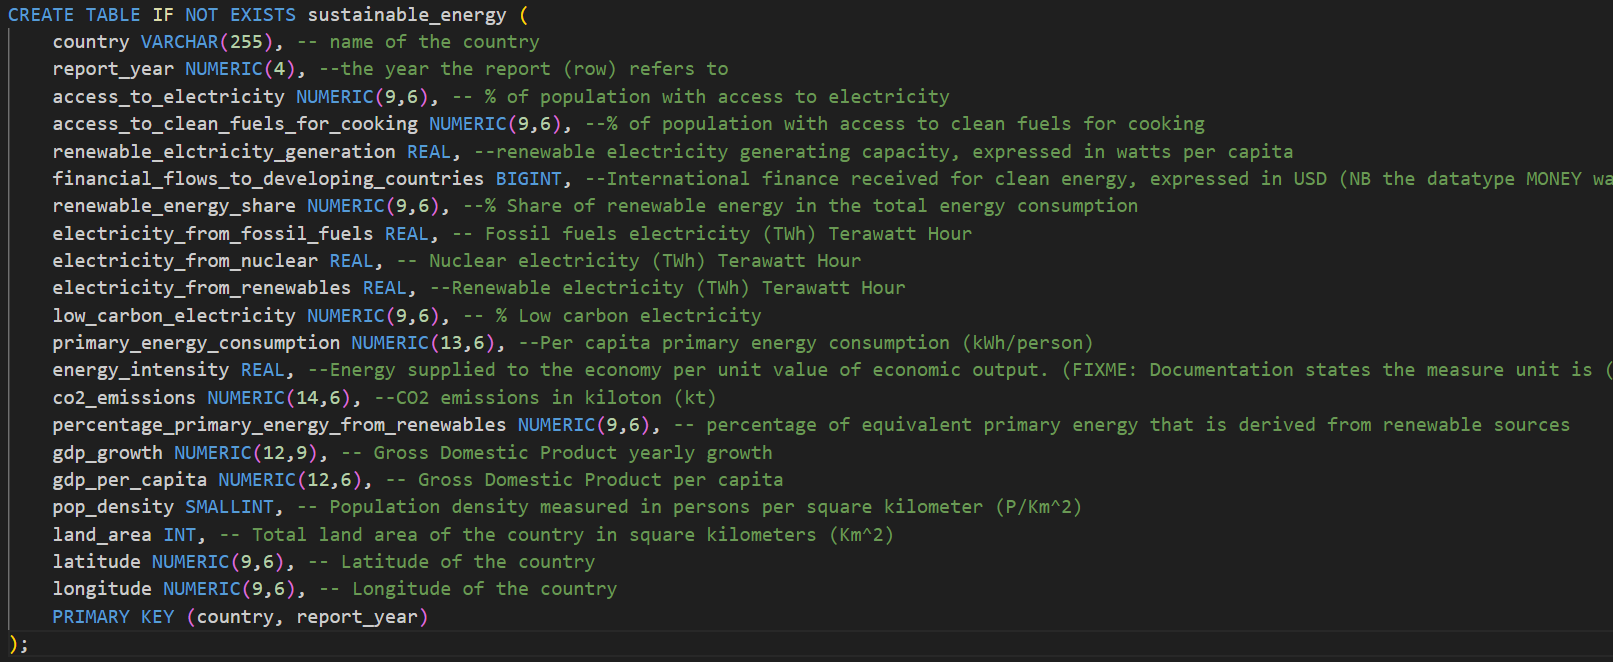 CREATE TABLE IF NOT EXISTS sustainable_energy (
country VARCHAR(255), -- name of the country
report_year NUMERIC(4), --the year the report (row) refers to
access_to_electricity NUMERIC(9,6), -- % of population with access to electricity
access_to_clean_fuels_for_cooking NUMERIC(9,6), --% of population with access to clean fuels for cooking
renewable_elctricity_generation REAL, --renewable electricity generating capacity, expressed in watts per capita
financial_flows_to_developing_countries BIGINT, --International finance received for clean energy, expressed in USD (NB the datatype MONEY wa
renewable_energy_share NUMERIC(9,6), --% Share of renewable energy in the total energy consumption
electricity_from_fossil_fuels REAL, -- Fossil fuels electricity (TWh) Terawatt Hour
electricity_from_nuclear REAL, -- Nuclear electricity (TWh) Terawatt Hour
electricity_from_renewables REAL, --Renewable electricity (TWh) Terawatt Hour
low_carbon_electricity NUMERIC(9,6), -- % Low carbon electricity
primary_energy_consumption NUMERIC(13,6), --Per capita primary energy consumption (kWh/person)
energy_intensity REAL, --Energy supplied to the economy per unit value of economic output. (FIXME: Documentation states the measure unit is (
co2_emissions NUMERIC(14,6), --CO2 emissions in kiloton (kt)
percentage_primary_energy_from_renewables NUMERIC(9,6), -- percentage of equivalent primary energy that is derived from renewable sources
gdp_growth NUMERIC(12,9), -- Gross Domestic Product yearly growth
gdp_per_capita NUMERIC(12,6), -- Gross Domestic Product per capita
pop_density SMALLINT, -- Population density measured in persons per square kilometer (P/Km^2)
land_area INT, -- Total land area of the country in square kilometers (Km^2)
latitude NUMERIC(9,6), -- Latitude of the country
longitude NUMERIC(9,6), -- Longitude of the country
PRIMARY KEY (country, report_year)
);